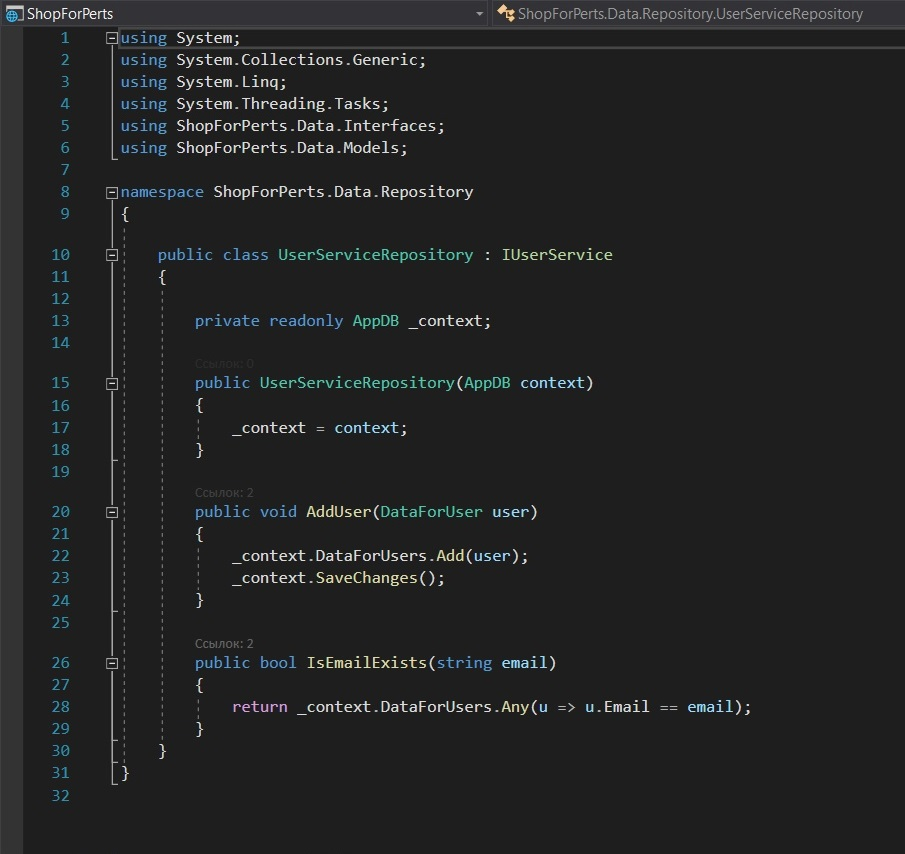 ShopForPerts ShopForPerts.Data.Repository.UserServiceRepository
1 using System;
2 using System.Collections.Generic;
3 using System.Linq;
4 using System.Threading.Tasks;
5 using ShopForPerts.Data.Interfaces;
6 using ShopForPerts.Data.Models;
7
8 namespace ShopForPerts.Data.Repository
9 {
10 public class UserServiceRepository : IUserService
11 {
12
13 private readonly AppDB _context;
14
Ссылок: 0
15 public UserServiceRepository(AppDB context)
16 {
17 _context = context;
18 }
19
Ссылок: 2
20 public void AddUser(DataForUser user)
21 {
22 _context.DataForUsers.Add(user);
23 _context.SaveChanges();
24 }
25
Ссылок: 2
26 public bool IsEmailExists(string email)
27 {
28 return _context.DataForUsers.Any(u => u.Email == email);
29 }
30 }
31 }
32